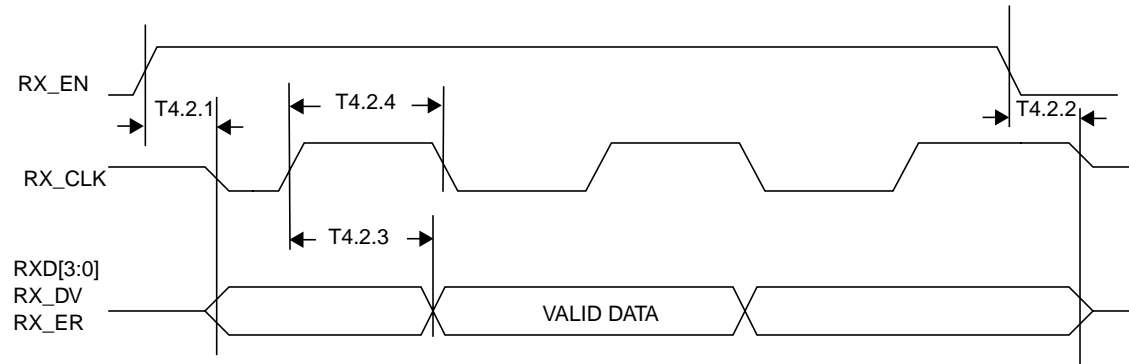 RX_EN
T4.2.1
T4.2.4
T4.2.2
RX_CLK
T4.2.3
RXD[3:0]
RX_DV
RX_ER
VALID DATA